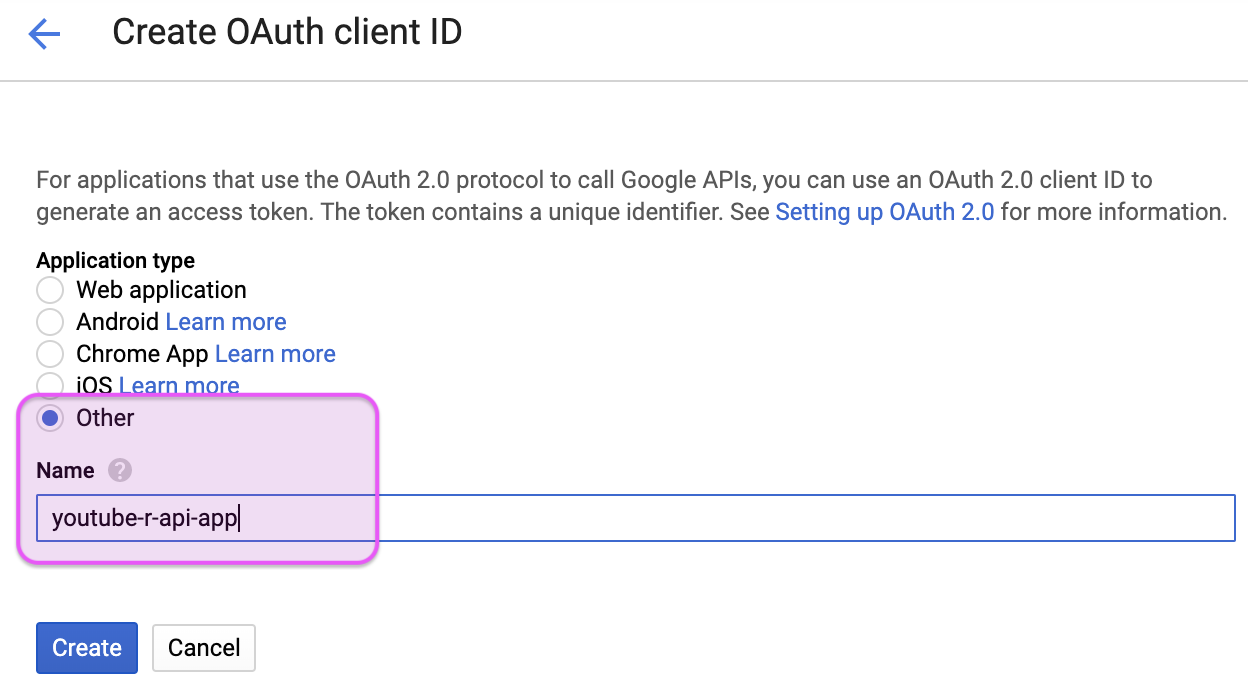 Create OAuth client ID
For applications that use the OAuth 2.0 protocol to call Google APIs, you can use an OAuth 2.0 client ID to
generate an access token. The token contains a unique identifier. See Setting up OAuth 2.0 for more information.
Application type
Web application
Android Learn more
Chrome App Learn more
iOS Learn more
Other
Name ?
youtube-r-api-app
Create Cancel